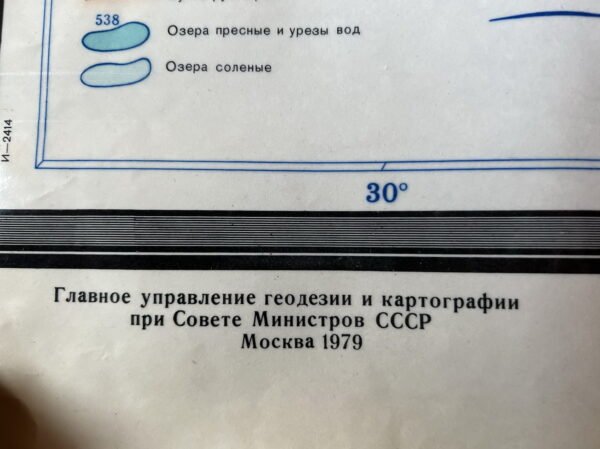 538
Озера пресные и урезы вод
Озера соленые
И—2414
30°
Главное управление геодезии и картографии
при Совете Министров СССР
Москва 1979